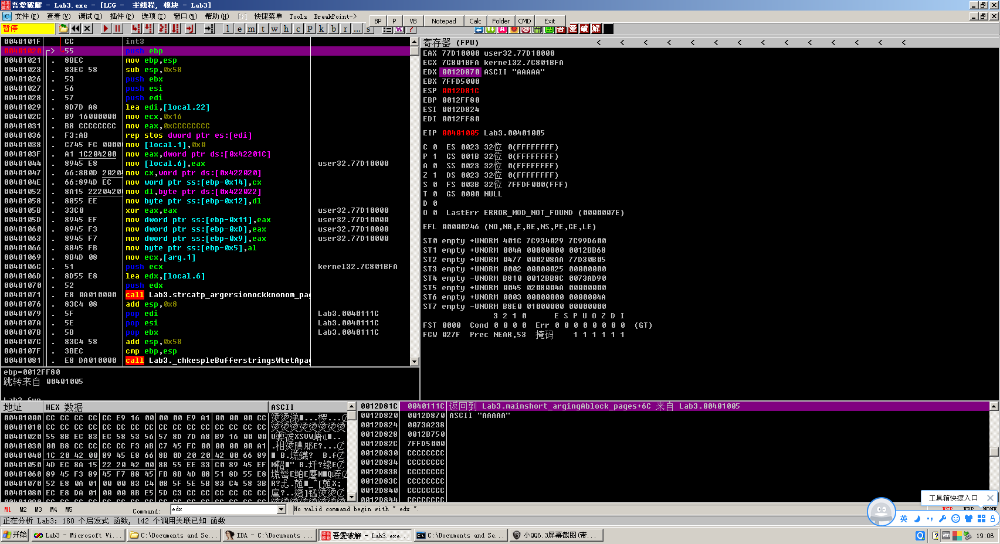 吾愛破解 - Lab3.exe - [LCG -  主线程, 模块 - Lab3]
文件(F) 查看(V) 调试(D) 插件(P) 选项(T) 窗口(W) 帮助(H) [+] 快捷菜单 Tools BreakPoint->
BP P VB Notepad Calc Folder CMD Exit
暂停 l e m t w h c p k b r ... s 吾 爱 破 解
0040101F CC int3
00401020 55 push ebp
00401021 8BEC mov ebp,esp
00401023 83EC 58 sub esp,0x58
00401026 53 push ebx
00401027 56 push esi
00401028 57 push edi
00401029 8D7D A8 lea edi,[local.22]
0040102C B9 16000000 mov ecx,0x16
00401031 B8 CCCCCCCC mov eax,0xCCCCCCCC
00401036 F3:AB rep stos dword ptr es:[edi]
00401038 C745 FC 0000 mov [local.1],0x0
0040103F A1 1C204200 mov eax,dword ptr ds:[0x42201C]
00401044 8945 E8 mov [local.6],eax user32.77D10000
00401047 66:8B0D 2020 mov cx,word ptr ds:[0x422020]
0040104E 66:894D EC mov word ptr ss:[ebp-0x14],cx
00401052 8A15 22204200 mov dl,byte ptr ds:[0x422022]
00401058 8855 EE mov byte ptr ss:[ebp-0x12],dl
0040105B 33C0 xor eax,eax user32.77D10000
0040105D 8945 EF mov dword ptr ss:[ebp-0x11],eax user32.77D10000
00401060 8945 F3 mov dword ptr ss:[ebp-0xD],eax user32.77D10000
00401063 8945 F7 mov dword ptr ss:[ebp-0x9],eax user32.77D10000
00401066 8845 FB mov byte ptr ss:[ebp-0x5],al
00401069 8B4D 08 mov ecx,[arg.1]
0040106C 51 push ecx kernel32.7C801BFA
0040106D 8D55 E8 lea edx,[local.6]
00401070 52 push edx
00401071 E8 0A010000 call Lab3.strcatp_argersionockknonom_pa
00401076 83C4 08 add esp,0x8
00401079 5F pop edi Lab3.0040111C
0040107A 5E pop esi Lab3.0040111C
0040107B 5B pop ebx Lab3.0040111C
0040107C 83C4 58 add esp,0x58
0040107F 3BEC cmp ebp,esp
00401081 E8 DA010000 call Lab3._chkespleBufferstringsWtetApa
ebp=0012FF80
跳转来自 00401005
Lab3.fun
寄存器 (FPU) < < < < < < < < < < < < < <
EAX 77D10000 user32.77D10000
ECX 7C801BFA kernel32.7C801BFA
EDX 0012D870 ASCII "AAAAA"
EBX 7FFD5000
ESP 0012D81C
EBP 0012FF80
ESI 0012D824
EDI 0012FF80
EIP 00401005 Lab3.00401005
C 0 ES 0023 32位 0(FFFFFFFF)
P 1 CS 001B 32位 0(FFFFFFFF)
A 0 SS 0023 32位 0(FFFFFFFF)
Z 1 DS 0023 32位 0(FFFFFFFF)
S 0 FS 003B 32位 7FFDF000(FFF)
T 0 GS 0000 NULL
D 0
O 0 LastErr ERROR_MOD_NOT_FOUND (0000007E)
EFL 00000246 (NO,NB,E,BE,NS,PE,GE,LE)
ST0 empty +UNORM 401C 7C934029 7C99D600
ST1 empty +UNORM 004A 00000000 0012BB68
ST2 empty +UNORM 0477 000208AA 77D30B05
ST3 empty +UNORM 0002 00000025 00000000
ST4 empty -UNORM B810 0012BB8C 0073AD90
ST5 empty +UNORM 0045 0208004A 00000000
ST6 empty +UNORM 0003 00000000 0000004A
ST7 empty -UNORM B8E0 01000000 00000000
3 2 1 0 E S P U O Z D I
FST 0000 Cond 0 0 0 0 Err 0 0 0 0 0 0 0 0 (GT)
FCW 027F Prec NEAR,53 掩码 1 1 1 1 1 1
地址 HEX 数据 ASCII
00401000 CC CC CC CC CC E9 16 00 00 00 E9 A1 00 00 00 CC
00401010 CC CC CC CC CC CC CC CC CC CC CC CC CC CC CC CC 烫烫烫烫烫烫烫烫
00401020 55 8B EC 83 EC 58 53 56 57 8D 7D A8 B9 16 00 00
00401030 00 B8 CC CC CC CC F3 AB C7 45 FC 00 00 00 00 A1
00401040 1C 20 42 00 89 45 E8 66 8B 0D 20 20 42 00 66 89
00401050 4D EC 8A 15 22 20 42 00 88 55 EE 33 C0 89 45 EF
00401060 89 45 F3 89 45 F7 88 45 FB 8B 4D 08 51 8D 55 E8
00401070 52 E8 0A 01 00 00 83 C4 08 5F 5E 5B 83 C4 58 3B
00401080 EC E8 DA 01 00 00 8B E5 5D C3 CC CC CC CC CC CC
0012D81C 0040111C 返回到 Lab3.mainshort_argingAblock_pages+6C 来自 Lab3.00401005
0012D820 0012D870 ASCII "AAAAA"
0012D824 0073A238
0012D828 0012B750
0012D82C 7FFD5000
0012D830 CCCCCCCC
0012D834 CCCCCCCC
0012D838 CCCCCCCC
0012D83C CCCCCCCC
0012D840 CCCCCCCC
0012D844 CCCCCCCC
工具箱快捷入口
M1 M2 M3 M4 M5 Command: edx No valid command begin with " edx ". ESP EBP NONE
正在分析 Lab3: 180 个启发式 函数, 142 个调用关联已知 函数
英
开始 Lab3 - Microsoft Vi... C:\Documents and Se... IDA - C:\Documents ... 吾爱破解 - Lab3.exe... C:\Documents and Se... 小QQ6.3屏幕截图(带... 19:06